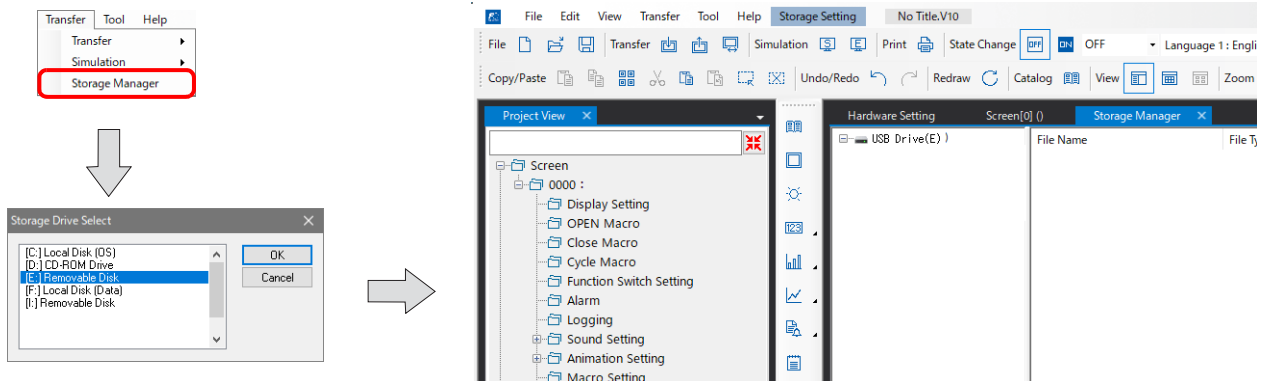 Transfer Tool Help
Transfer
Simulation
Storage Manager
Storage Drive Select
[C:] Local Disk (OS)
[D:] CD-ROM Drive
[E:] Removable Disk
[F:] Local Disk (Data)
[I:] Removable Disk
OK
Cancel
File Edit View Transfer Tool Help Storage Setting No Title.V10
File Transfer Simulation S E Print State Change OFF ON OFF Language 1 : Engli
Copy/Paste Undo/Redo Redraw Catalog View Zoom
Project View
Hardware Setting Screen[0] () Storage Manager
USB Drive(E) )
File Name File Ty
Screen
0000 :
Display Setting
OPEN Macro
Close Macro
Cycle Macro
Function Switch Setting
Alarm
Logging
Sound Setting
Animation Setting
Macro Setting
123